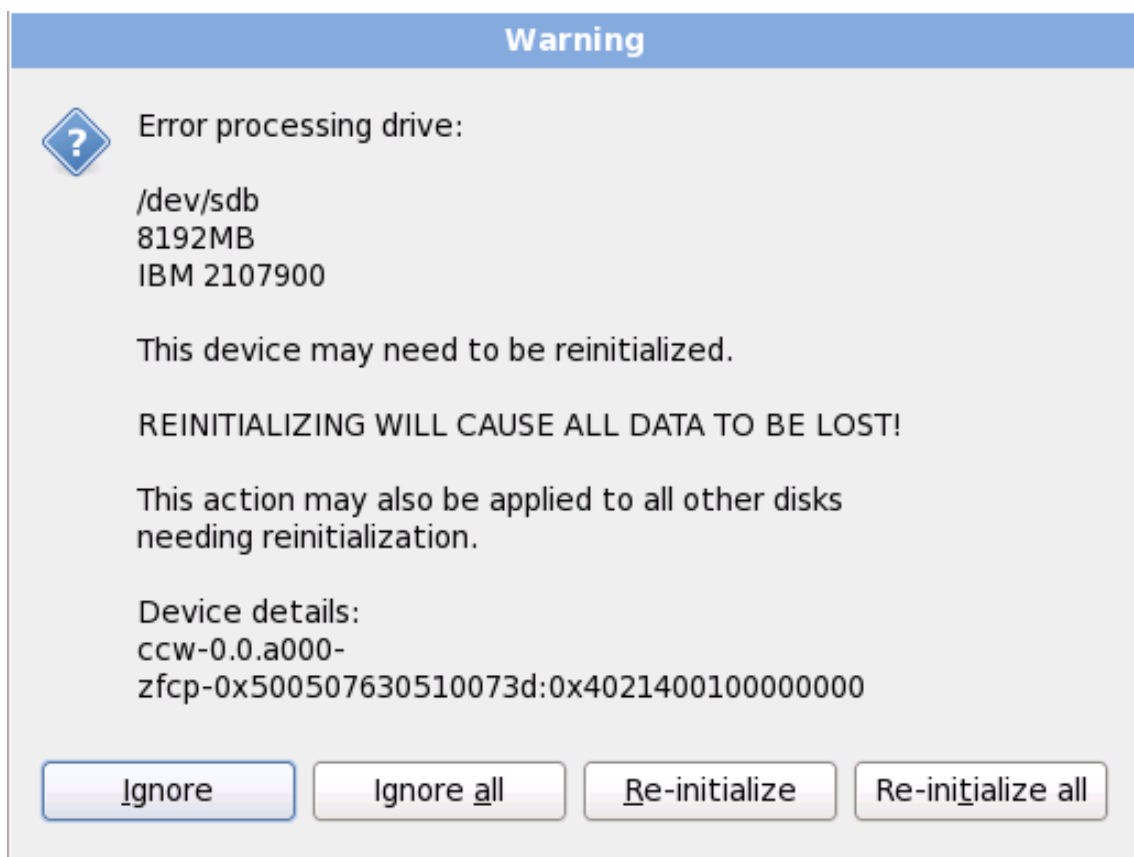 Warning
?
Error processing drive:
/dev/sdb
8192MB
IBM 2107900
This device may need to be reinitialized.
REINITIALIZING WILL CAUSE ALL DATA TO BE LOST!
This action may also be applied to all other disks
needing reinitialization.
Device details:
ccw-0.0.a000-
zfcp-0x500507630510073d:0x4021400100000000
Ignore Ignore all Re-initialize Re-initialize all